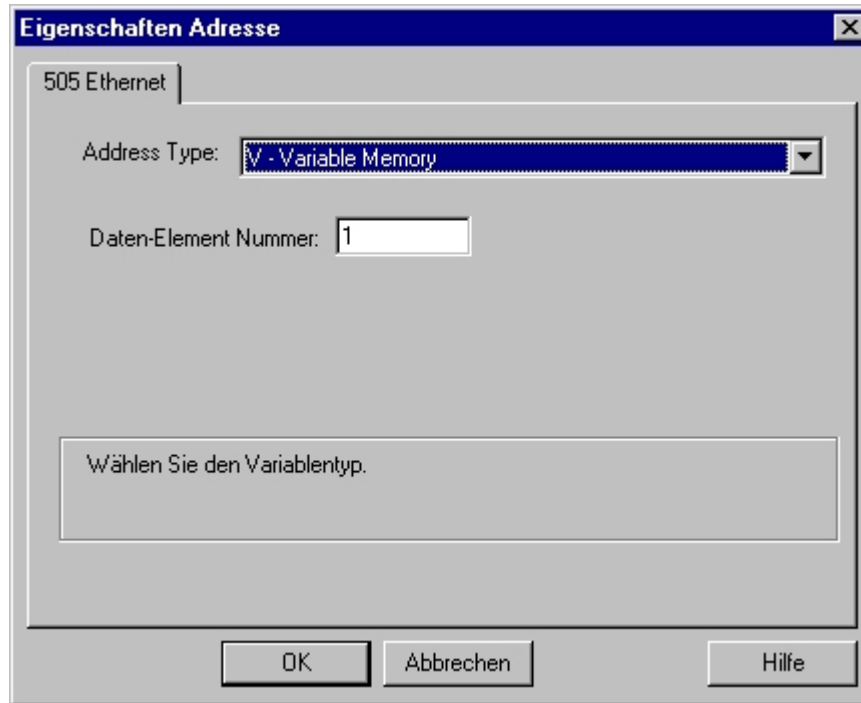 Eigenschaften Adresse
505 Ethernet
Address Type: V - Variable Memory
Daten-Element Nummer: 1
Wählen Sie den Variablentyp.
OK Abbrechen Hilfe